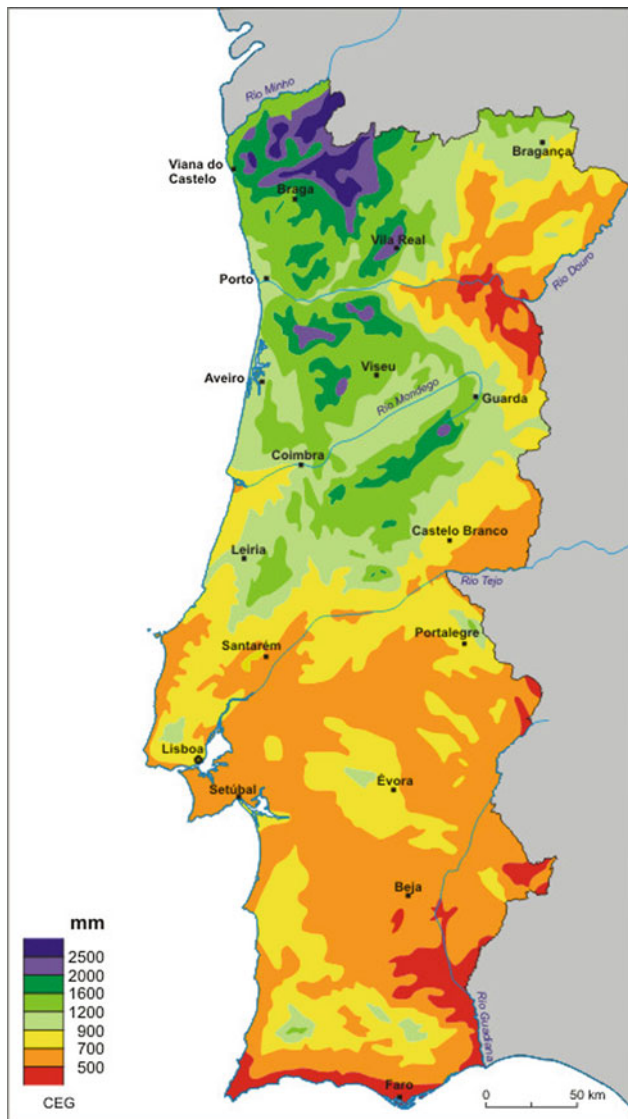 Rio Minho
Bragança
Viana do
Castelo
Braga
Vila Real
Porto
Rio Douro
Aveiro
Viseu
Rio Mondego
Guarda
Coimbra
Castelo Branco
Leiria
Rio Tejo
Portalegre
Santarém
Lisboa
Setúbal
Évora
Beja
mm
2500
2000
1600
1200
900
700
500
Rio Guadiana
CEG
Faro
0 50 km